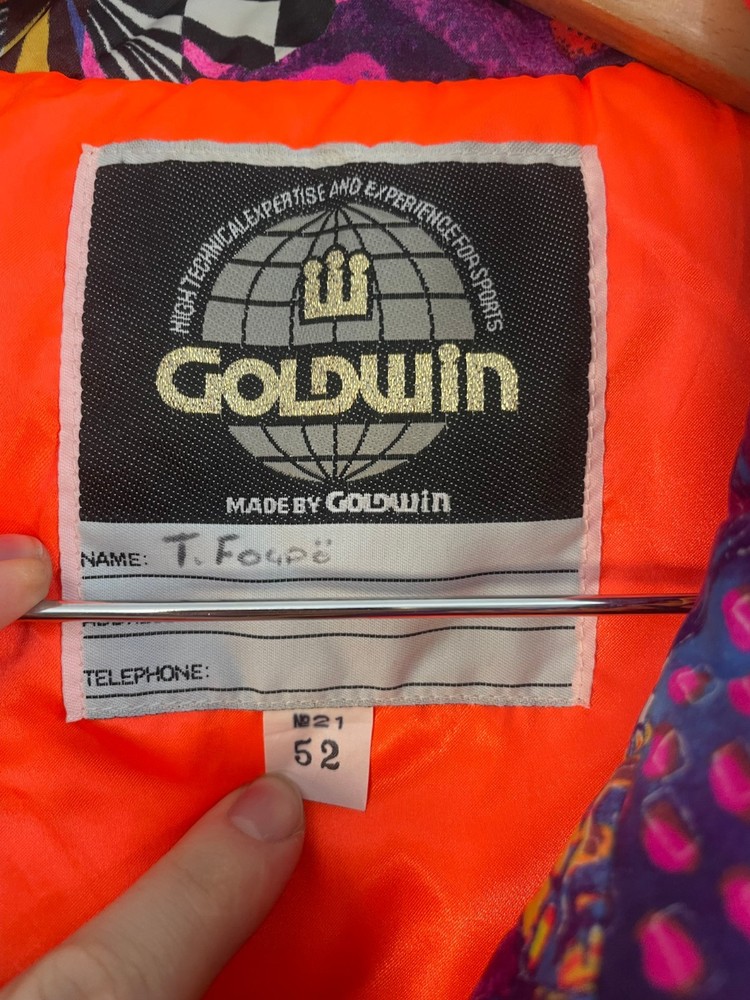 HIGH TECHNICAL EXPERTISE AND EXPERIENCE FOR SPORTS
GOLDWIN
MADE BY GOLDWIN
NAME: T.
TELEPHONE:
№21
52